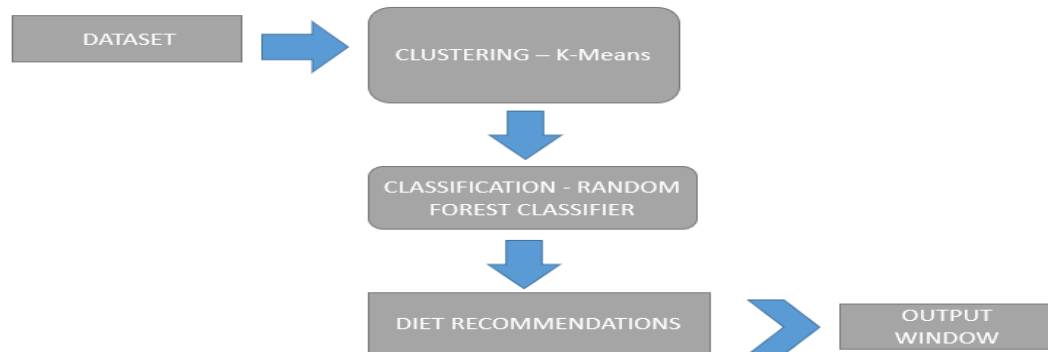 DATASET
CLUSTERING – K-Means
CLASSIFICATION - RANDOM
FOREST CLASSIFIER
DIET RECOMMENDATIONS
OUTPUT
WINDOW